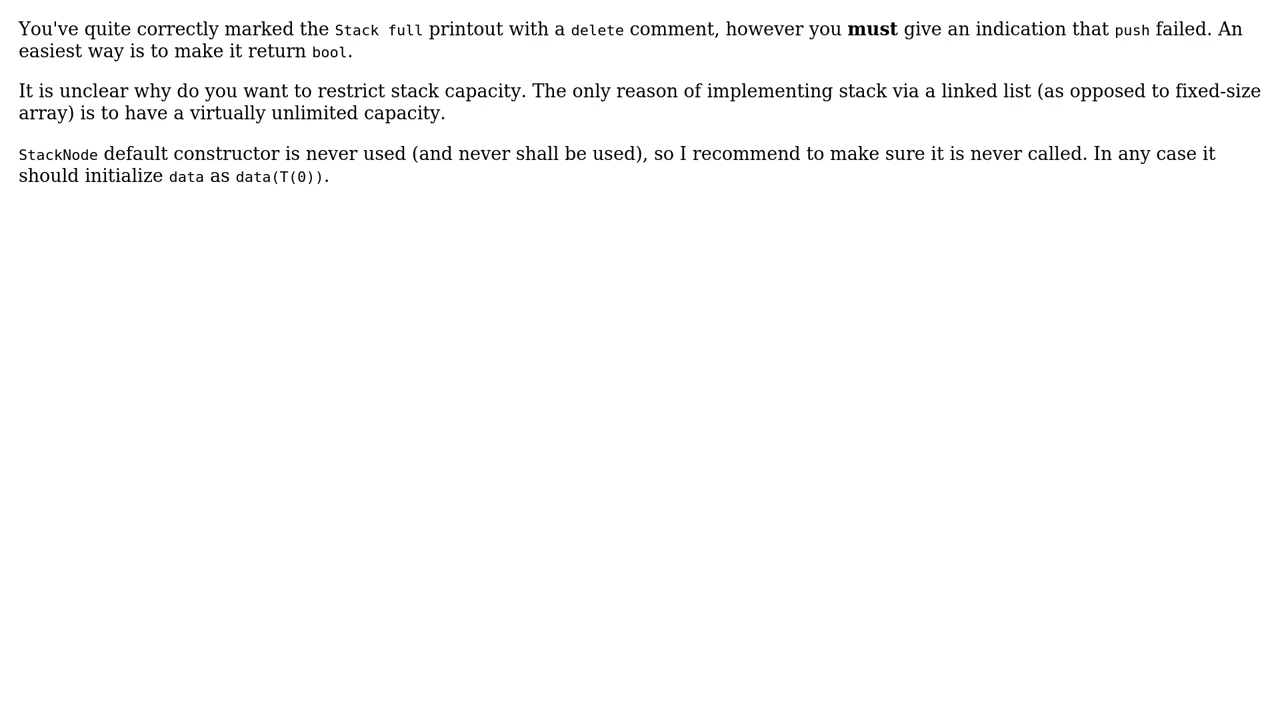 You've quite correctly marked the Stack full printout with a delete comment, however you must give an indication that push failed. An
easiest way is to make it return bool.
It is unclear why do you want to restrict stack capacity. The only reason of implementing stack via a linked list (as opposed to fixed-size
array) is to have a virtually unlimited capacity.
StackNode default constructor is never used (and never shall be used), so I recommend to make sure it is never called. In any case it
should initialize data as data(T(0)).